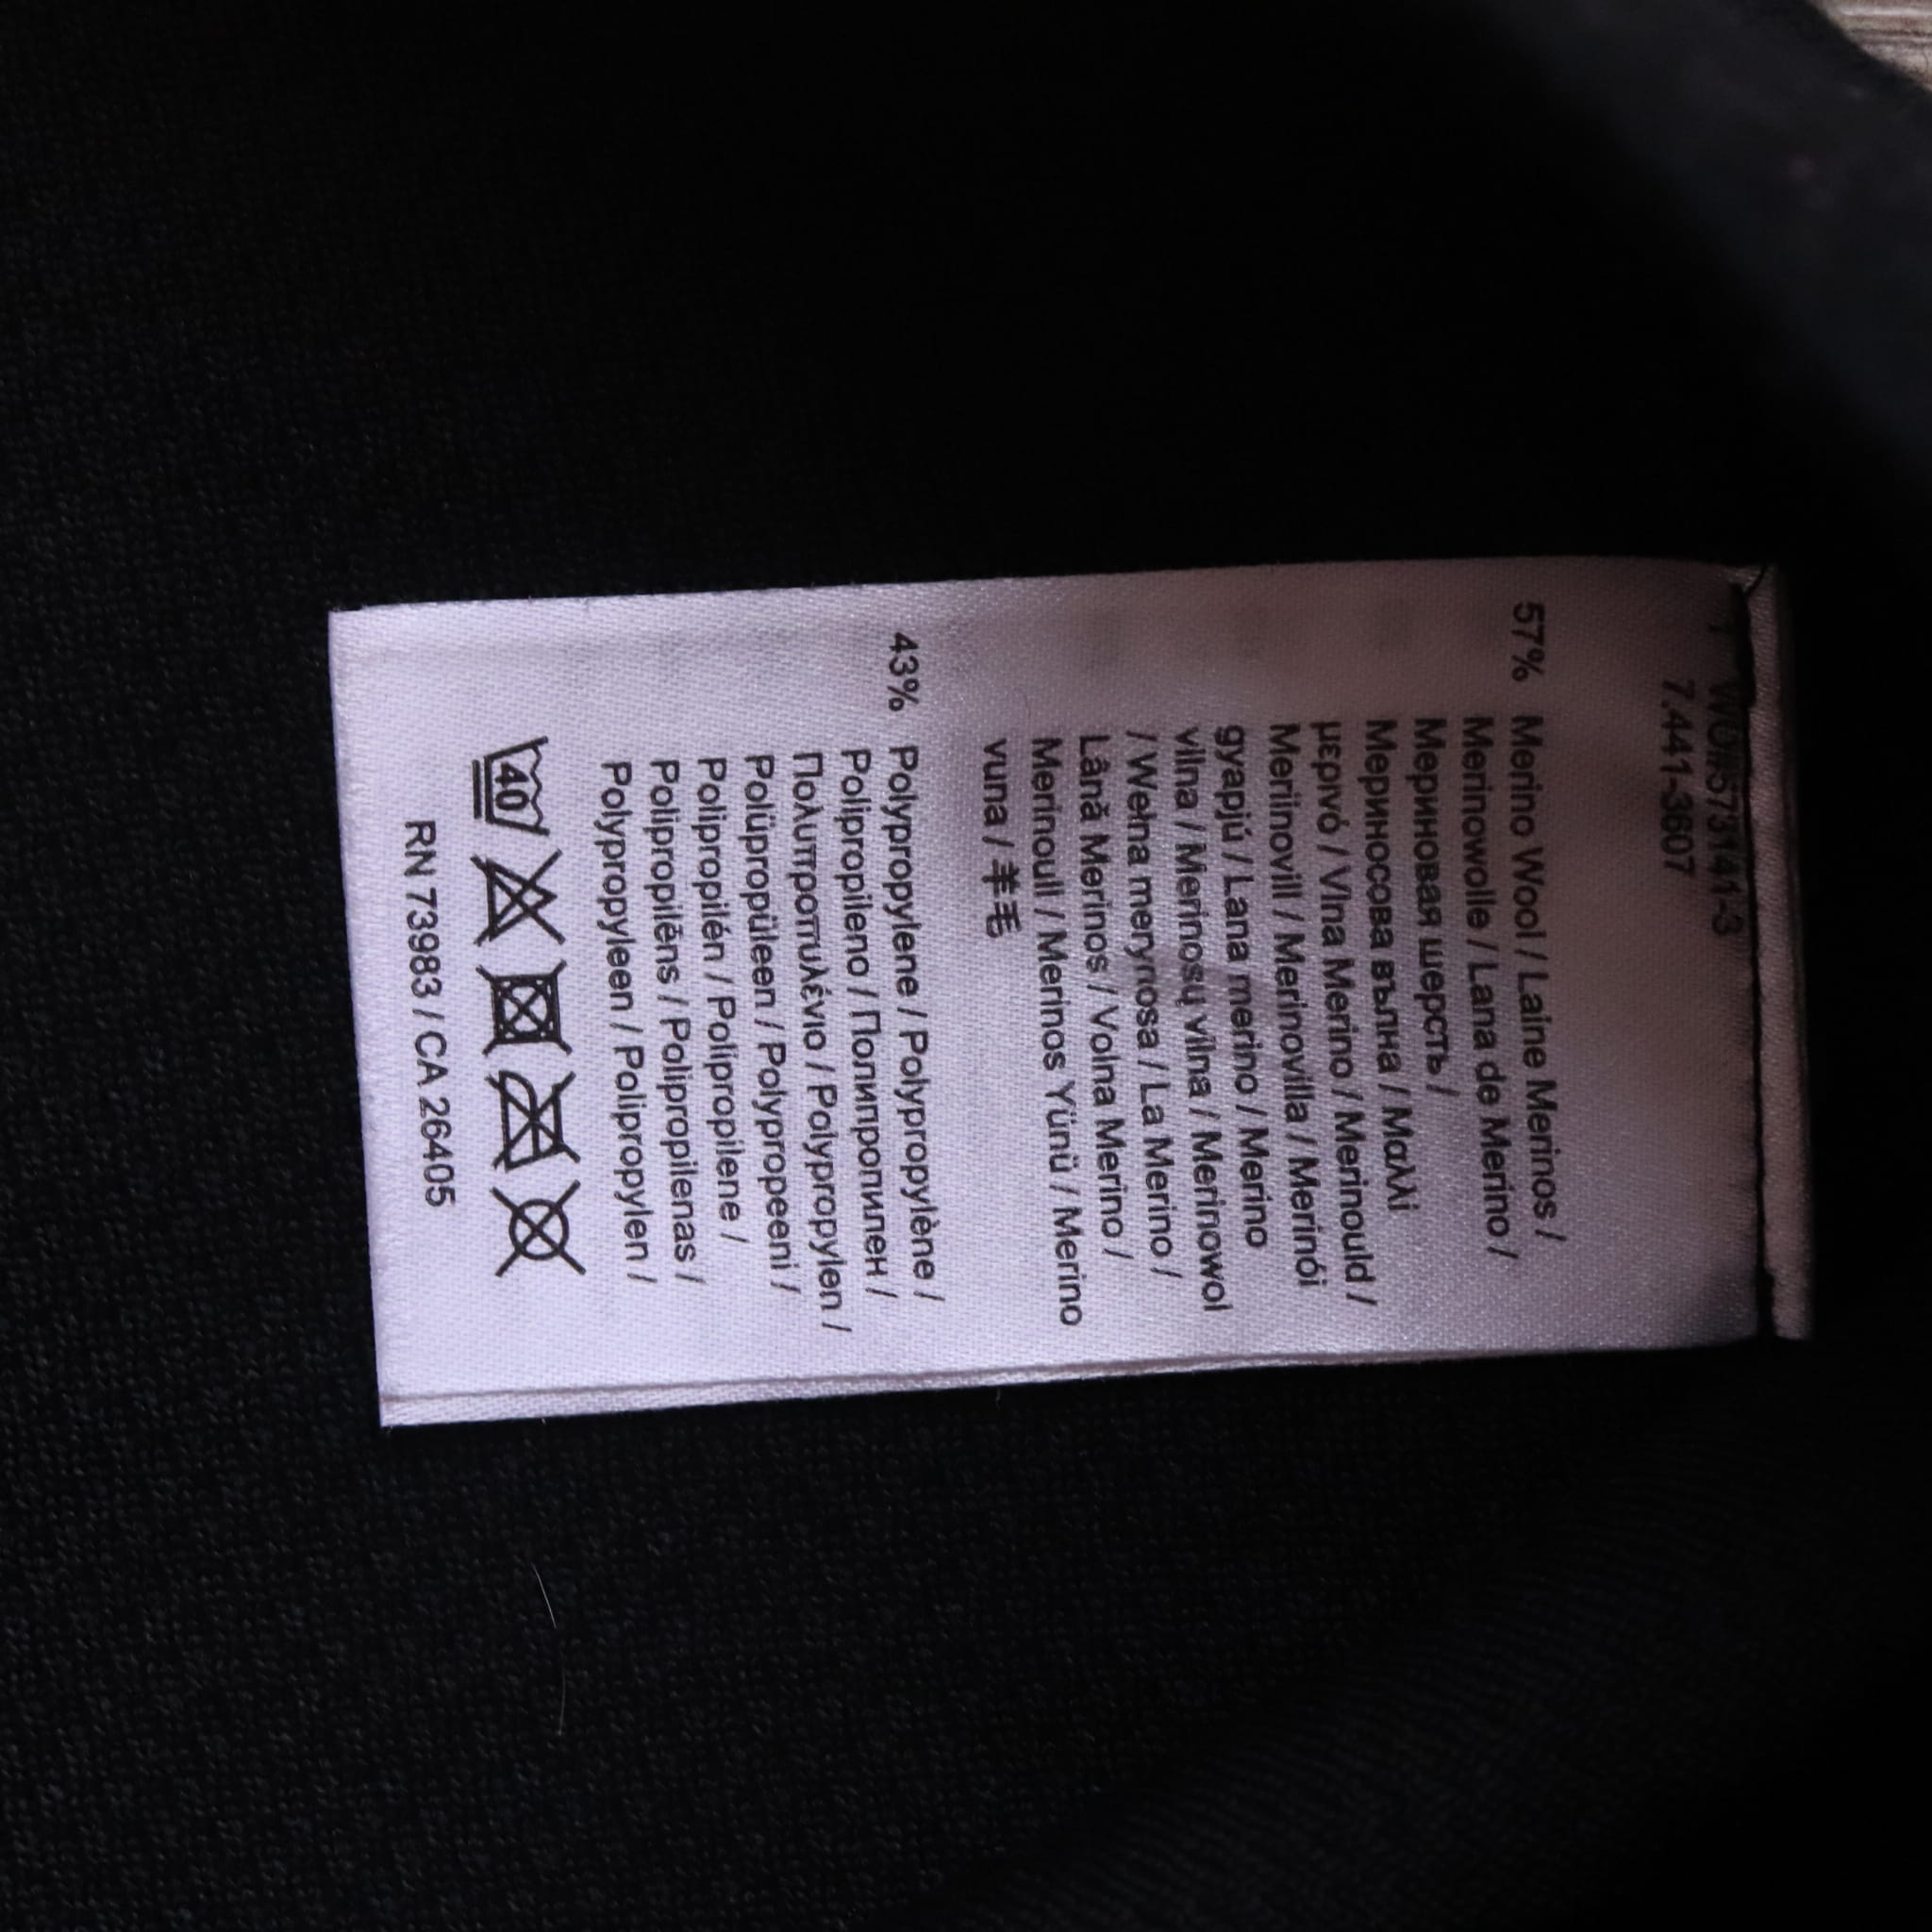 7.441-3607
57% Merino Wool / Laine Merinos /
Merinowolle / Lana de Merino /
Мериновая шерсть /
Мериносова вълна / Μαλλί
μερινό / Vlna Merino / Merinould /
Meriinovill / Merinovilla / Merinói
gyapjú / Lana merino / Merino
vilna / Merinosų vilna / Merinowol
/ Wełna merynosa / La Merino /
Lână Merinos / Volna Merino /
Merinoull / Merinos Yünü / Merino
vuna / 羊毛
43% Polypropylene / Polypropylène /
Polipropileno / Полипропилен /
Πολυπροπυλένιο / Polypropylen /
Polüpropüleen / Polypropeeni /
Polipropilén / Polipropilene /
Polipropilēns / Polipropilenas /
Polypropyleen / Polipropylen /
40
RN 73983 / CA 26405